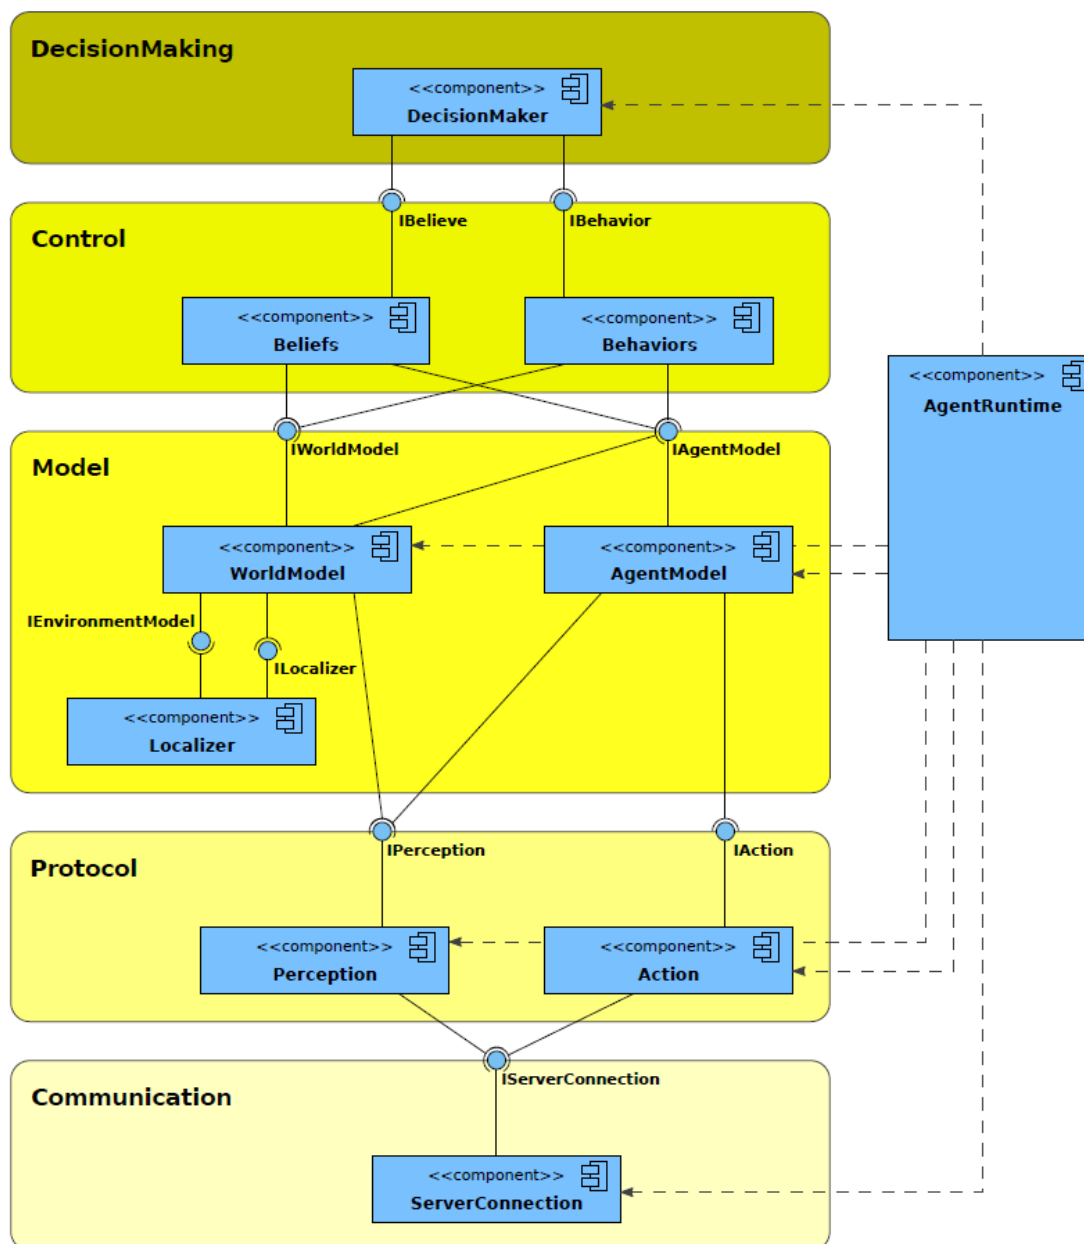 DecisionMaking
<<component>>
DecisionMaker
IBelieve
IBehavior
Control
<<component>>
Beliefs
<<component>>
Behaviors
<<component>>
AgentRuntime
IWorldModel
IAgentModel
Model
<<component>>
WorldModel
<<component>>
AgentModel
IEnvironmentModel
ILocalizer
<<component>>
Localizer
IPerception
IAction
Protocol
<<component>>
Perception
<<component>>
Action
IServerConnection
Communication
<<component>>
ServerConnection